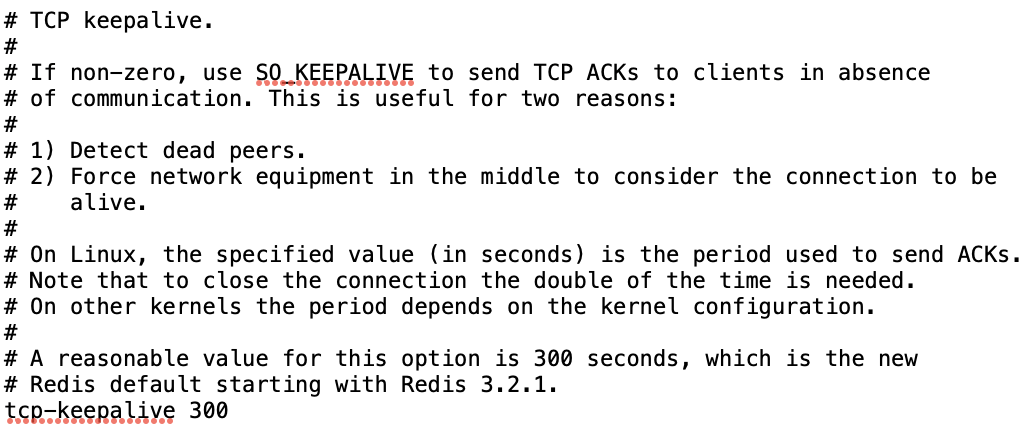 # TCP keepalive.
#
# If non-zero, use SO_KEEPALIVE to send TCP ACKs to clients in absence
# of communication. This is useful for two reasons:
#
# 1) Detect dead peers.
# 2) Force network equipment in the middle to consider the connection to be
#    alive.
#
# On Linux, the specified value (in seconds) is the period used to send ACKs.
# Note that to close the connection the double of the time is needed.
# On other kernels the period depends on the kernel configuration.
#
# A reasonable value for this option is 300 seconds, which is the new
# Redis default starting with Redis 3.2.1.
tcp-keepalive 300